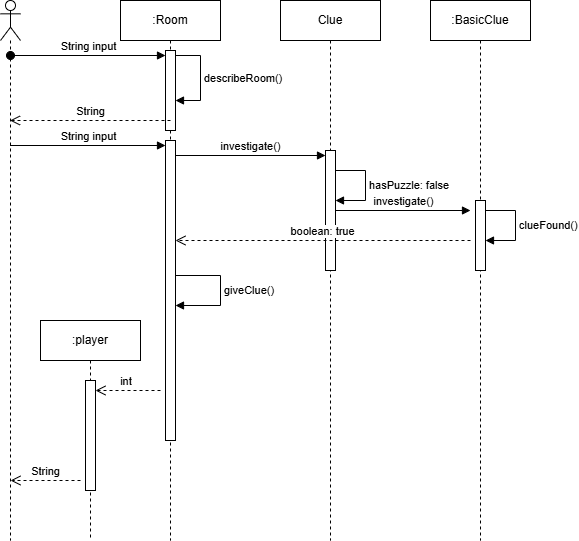 :Room
Clue
:BasicClue
String input
describeRoom()
String
String input
investigate()
hasPuzzle: false
investigate()
clueFound()
boolean: true
giveClue()
:player
int
String